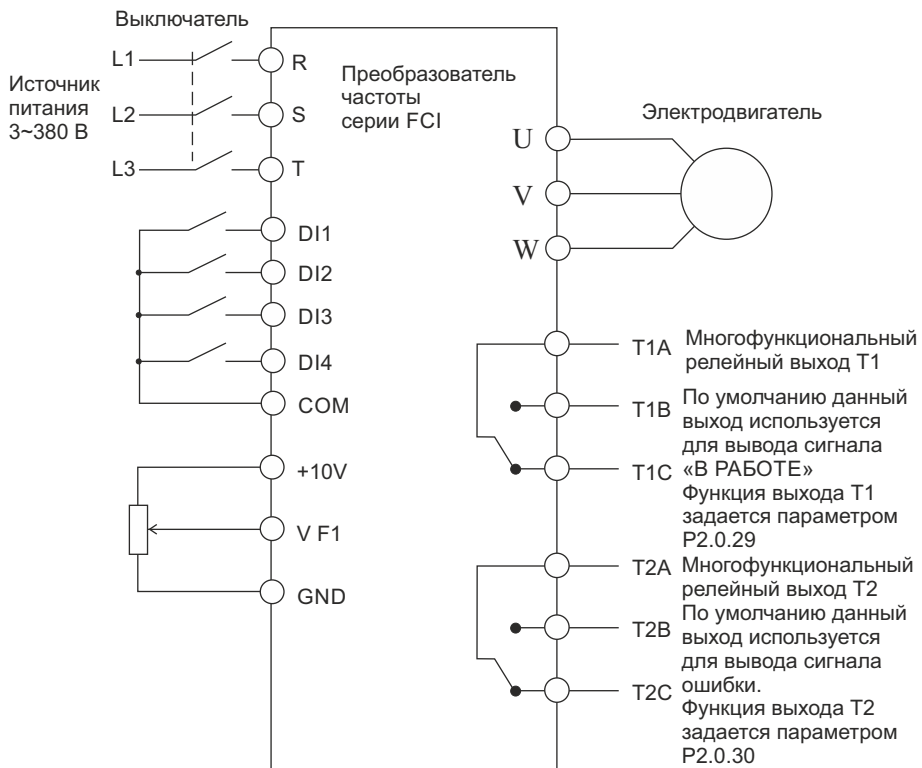 Выключатель
L1
R
Источник
питания
3~380 В
L2
S
L3
T
Преобразователь
частоты
серии FCI
Электродвигатель
U
V
W
DI1
DI2
DI3
DI4
COM
+10V
V F1
GND
T1A
Многофункциональный
релейный выход T1
T1B
По умолчанию данный
выход используется
для вывода сигнала
T1C
«В РАБОТЕ»
Функция выхода T1
задается параметром
P2.0.29
T2A
Многофункциональный
релейный выход T2
T2B
По умолчанию данный
выход используется
для вывода сигнала
T2C
ошибки.
Функция выхода T2
задается параметром
P2.0.30